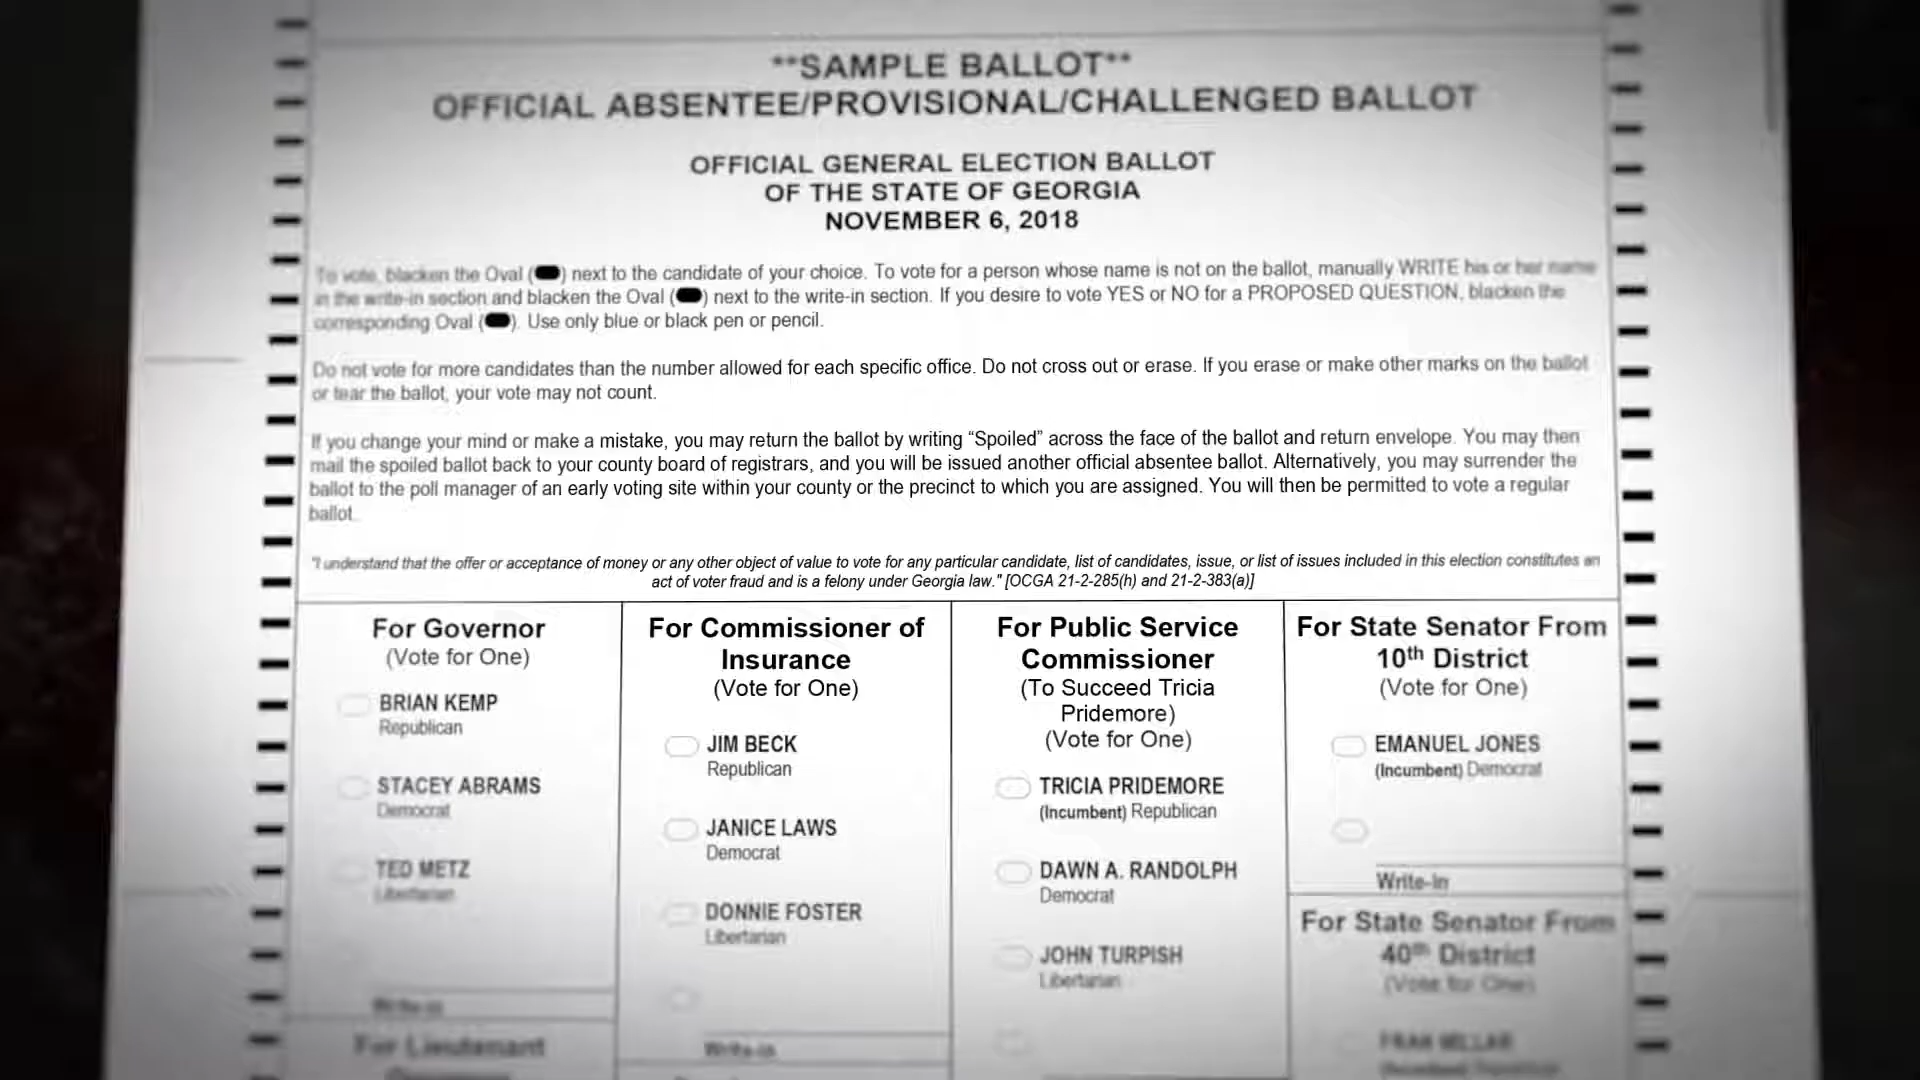 **SAMPLE BALLOT**
OFFICIAL ABSENTEE/PROVISIONAL/CHALLENGED BALLOT
OFFICIAL GENERAL ELECTION BALLOT
OF THE STATE OF GEORGIA
NOVEMBER 6, 2018
To vote, blacken the Oval ( ) next to the candidate of your choice. To vote for a person whose name is not on the ballot, manually WRITE his or her name
in the write-in section and blacken the Oval ( ) next to the write-in section. If you desire to vote YES or NO for a PROPOSED QUESTION, blacken the
corresponding Oval ( ). Use only blue or black pen or pencil.
Do not vote for more candidates than the number allowed for each specific office. Do not cross out or erase. If you erase or make other marks on the ballot
or tear the ballot, your vote may not count.
If you change your mind or make a mistake, you may return the ballot by writing “Spoiled” across the face of the ballot and return envelope. You may then
mail the spoiled ballot back to your county board of registrars, and you will be issued another official absentee ballot. Alternatively, you may surrender the
ballot to the poll manager of an early voting site within your county or the precinct to which you are assigned. You will then be permitted to vote a regular
ballot.
"I understand that the offer or acceptance of money or any other object of value to vote for any particular candidate, list of candidates, issue, or list of issues included in this election constitutes an
act of voter fraud and is a felony under Georgia law." [OCGA 21-2-285(h) and 21-2-383(a)]
For Governor
(Vote for One)
BRIAN KEMP
Republican
STACEY ABRAMS
Democrat
TED METZ
Libertarian
Write-in
For Lieutenant
For Commissioner of
Insurance
(Vote for One)
JIM BECK
Republican
JANICE LAWS
Democrat
DONNIE FOSTER
Libertarian
Write-in
For Public Service
Commissioner
(To Succeed Tricia
Pridemore)
(Vote for One)
TRICIA PRIDEMORE
(Incumbent) Republican
DAWN A. RANDOLPH
Democrat
JOHN TURPISH
Libertarian
For State Senator From
10th District
(Vote for One)
EMANUEL JONES
(Incumbent) Democrat
Write-in
For State Senator From
40th District
(Vote for One)
FRAN MILLAR
(Incumbent) Republican